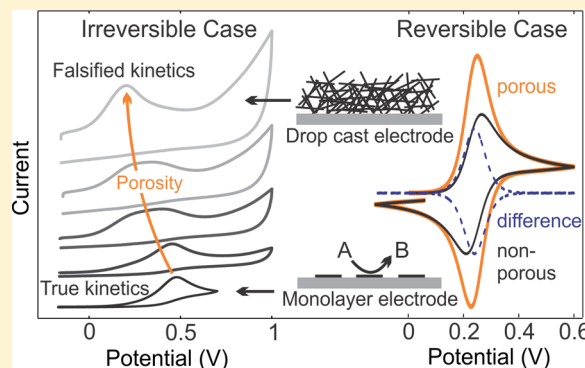 Irreversible Case
Reversible Case
Falsified kinetics
Drop cast electrode
porous
Porosity
Current
difference
non-
porous
A B
True kinetics
Monolayer electrode
0 0.5 1
0 0.2 0.4 0.6
Potential (V)
Potential (V)